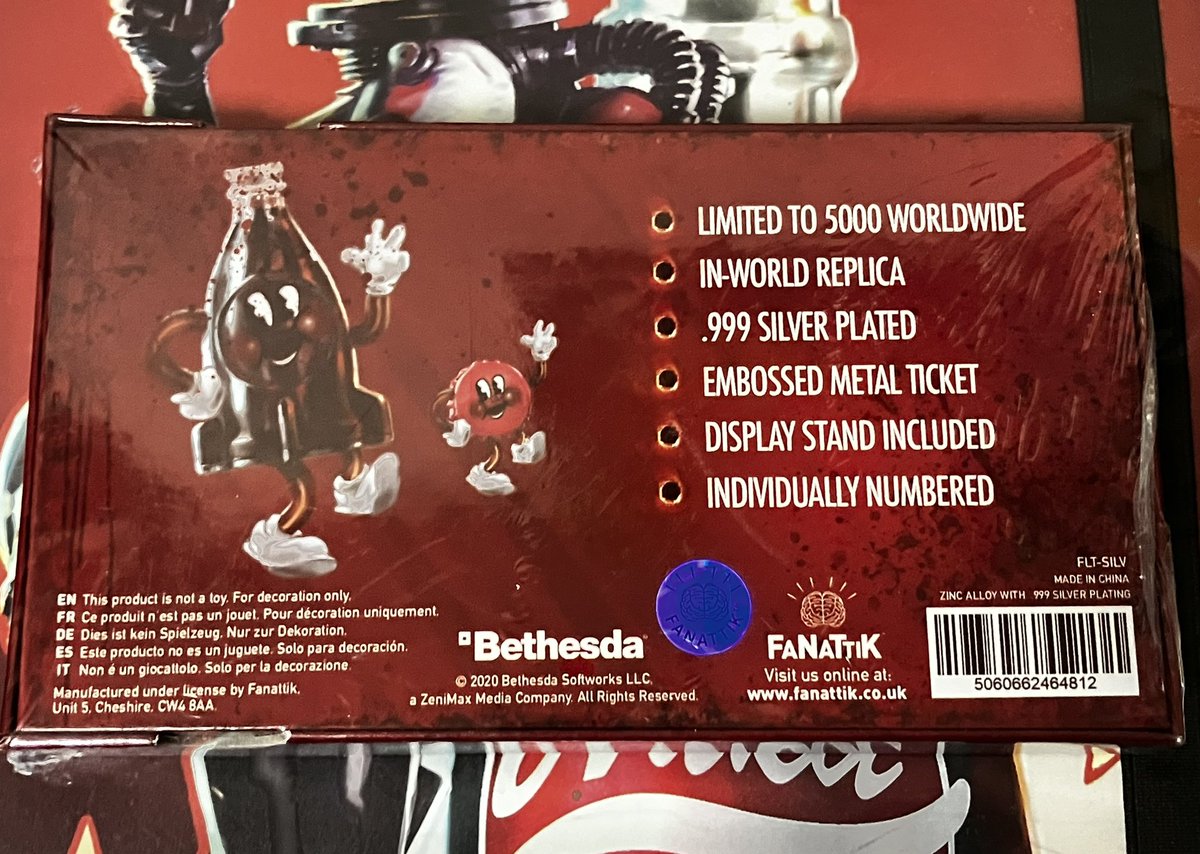 LIMITED TO 5000 WORLDWIDE
IN-WORLD REPLICA
.999 SILVER PLATED
EMBOSSED METAL TICKET
DISPLAY STAND INCLUDED
INDIVIDUALLY NUMBERED
EN This product is not a toy. For decoration only.
FR Ce produit n'est pas un jouet. Pour décoration uniquement.
DE Dies ist kein Spielzeug. Nur zur Dekoration.
ES Este producto no es un juguete. Solo para decoración.
IT Non é un giocattolo. Solo per la decorazione.
Manufactured under license by Fanattik,
Unit 5, Cheshire, CW4 8AA.
Bethesda
© 2020 Bethesda Softworks LLC,
a ZeniMax Media Company. All Rights Reserved.
FANATTIK
FANATTIK
Visit us online at:
www.fanattik.co.uk
FLT-SILV
MADE IN CHINA
ZINC ALLOY WITH .999 SILVER PLATING
5060662464812